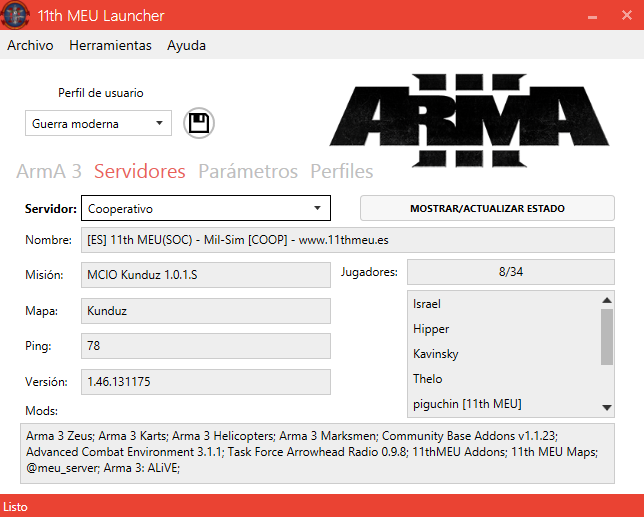 11th MEU Launcher
Archivo Herramientas Ayuda
Perfil de usuario
Guerra moderna
ARMA III
ArmA 3 Servidores Parámetros Perfiles
Servidor: Cooperativo MOSTRAR/ACTUALIZAR ESTADO
Nombre: [ES] 11th MEU(SOC) - Mil-Sim [COOP] - www.11thmeu.es
Misión: MCIO Kunduz 1.0.1.S Jugadores: 8/34
Mapa: Kunduz
Ping: 78
Versión: 1.46.131175
Israel
Hipper
Kavinsky
Thelo
piguchin [11th MEU]
Mods:
Arma 3 Zeus; Arma 3 Karts; Arma 3 Helicopters; Arma 3 Marksmen; Community Base Addons v1.1.23;
Advanced Combat Environment 3.1.1; Task Force Arrowhead Radio 0.9.8; 11thMEU Addons; 11th MEU Maps;
@meu_server; Arma 3: ALiVE;
Listo